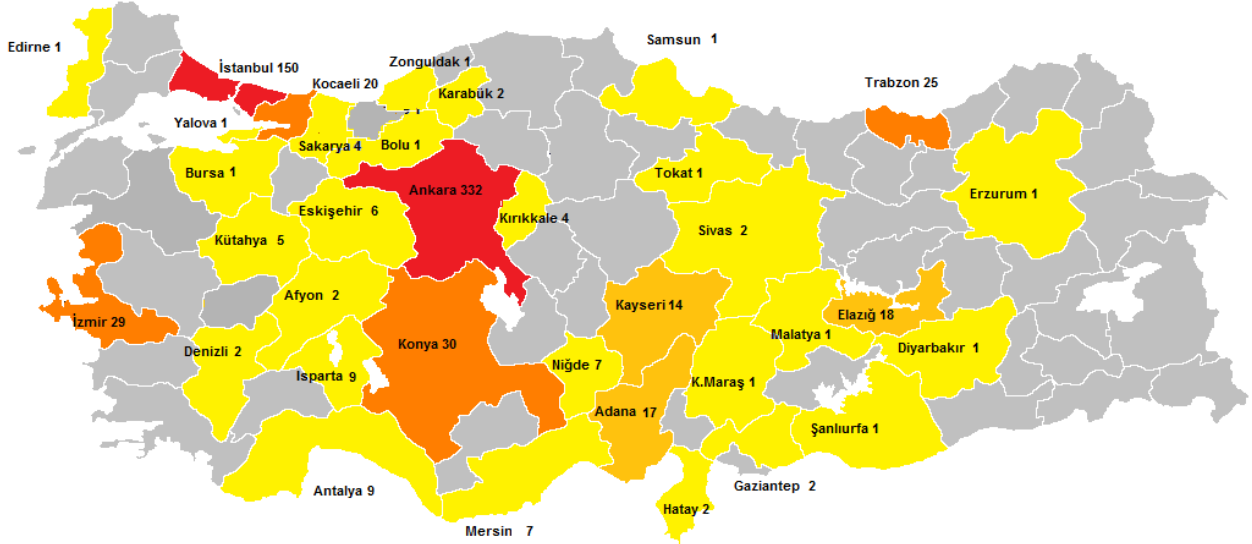 Edirne 1
İstanbul 150
Kocaeli 20
Zonguldak 1
Samsun 1
Karabük 2
Trabzon 25
Yalova 1
Sakarya 4
Bolu 1
Bursa 1
Ankara 332
Tokat 1
Erzurum 1
Eskişehir 6
Kırıkkale 4
Kütahya 5
Sivas 2
Afyon 2
Kayseri 14
Elazığ 18
İzmir 29
Konya 30
Malatya 1
Denizli 2
Diyarbakır 1
Isparta 9
Niğde 7
K.Maraş 1
Adana 17
Şanlıurfa 1
Antalya 9
Gaziantep 2
Hatay 2
Mersin 7